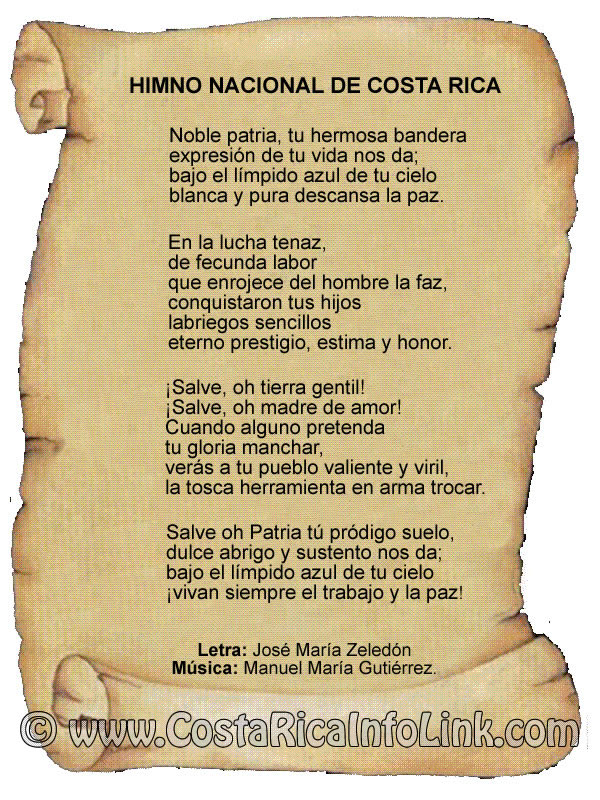 HIMNO NACIONAL DE COSTA RICA
Noble patria, tu hermosa bandera
expresión de tu vida nos da;
bajo el límpido azul de tu cielo
blanca y pura descansa la paz.
En la lucha tenaz,
de fecunda labor
que enrojece del hombre la faz,
conquistaron tus hijos
labriegos sencillos
eterno prestigio, estima y honor.
¡Salve, oh tierra gentil!
¡Salve, oh madre de amor!
Cuando alguno pretenda
tu gloria manchar,
verás a tu pueblo valiente y viril,
la tosca herramienta en arma trocar.
Salve oh Patria tú pródigo suelo,
dulce abrigo y sustento nos da;
bajo el límpido azul de tu cielo
¡vivan siempre el trabajo y la paz!
Letra: José María Zeledón
Música: Manuel María Gutiérrez.
© www.CostaRicaInfoLink.com